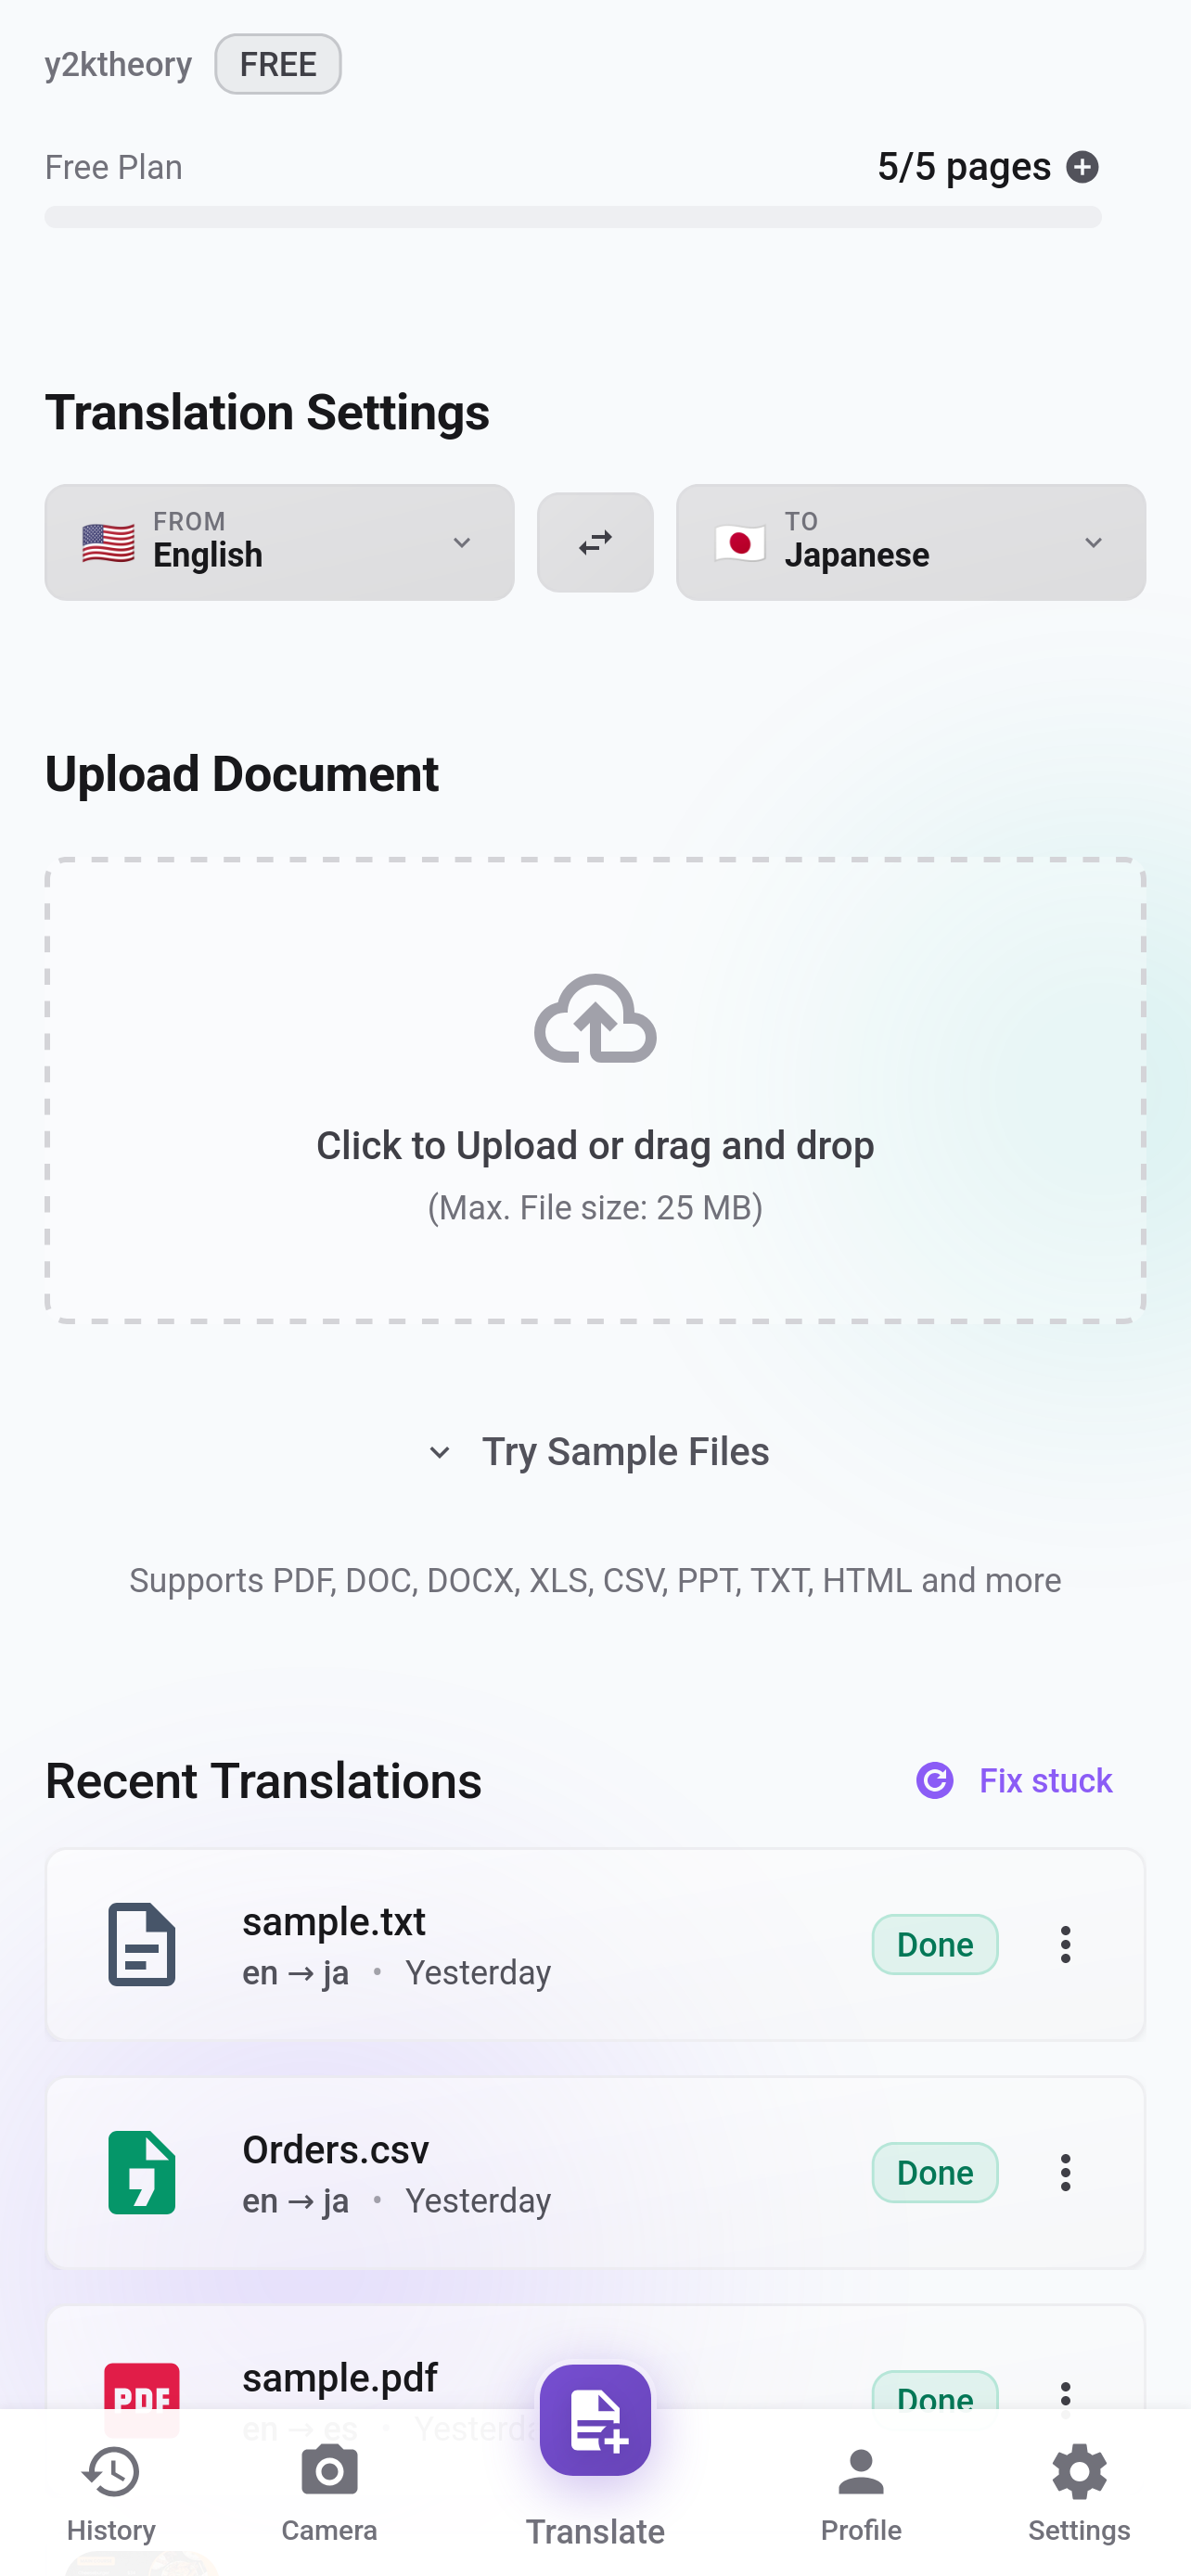 y2ktheory FREE
Free Plan 5/5 pages
Translation Settings
FROM
English
TO
Japanese
Upload Document
Click to Upload or drag and drop
(Max. File size: 25 MB)
Try Sample Files
Supports PDF, DOC, DOCX, XLS, CSV, PPT, TXT, HTML and more
Recent Translations Fix stuck
sample.txt
en → ja • Yesterday
Done
Orders.csv
en → ja • Yesterday
Done
PDF
sample.pdf
en → es • Yesterda
Done
History Camera Translate Profile Settings